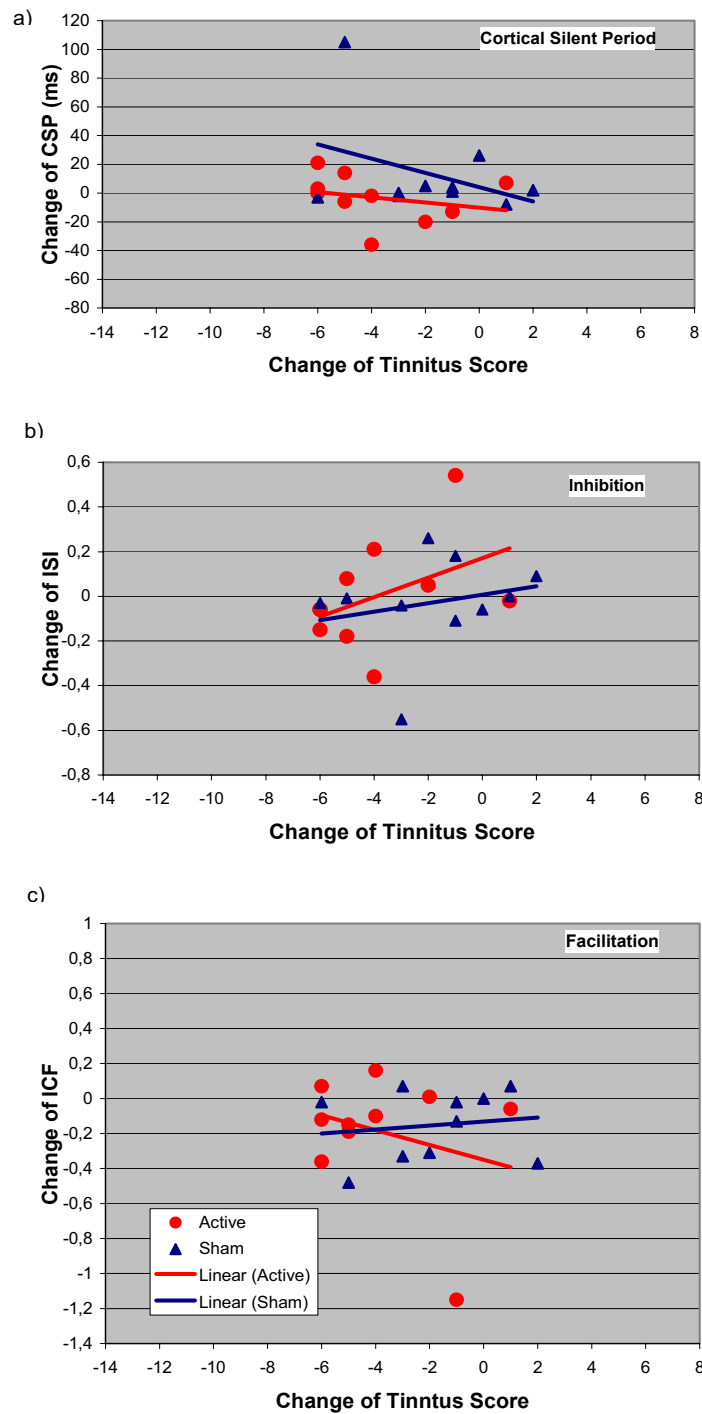 a)
Cortical Silent Period
Change of CSP (ms)
120
100
80
60
40
20
0
-20
-40
-60
-80
-14 -12 -10 -8 -6 -4 -2 0 2 4 6 8
Change of Tinnitus Score
b)
Inhibition
Change of ISI
0,6
0,4
0,2
0
-0,2
-0,4
-0,6
-0,8
-14 -12 -10 -8 -6 -4 -2 0 2 4 6 8
Change of Tinnitus Score
c)
Facilitation
Change of ICF
1
0,8
0,6
0,4
0,2
0
-0,2
-0,4
-0,6
-0,8
-1
-1,2
-1,4
Active
Sham
Linear (Active)
Linear (Sham)
-14 -12 -10 -8 -6 -4 -2 0 2 4 6 8
Change of Tinntus Score